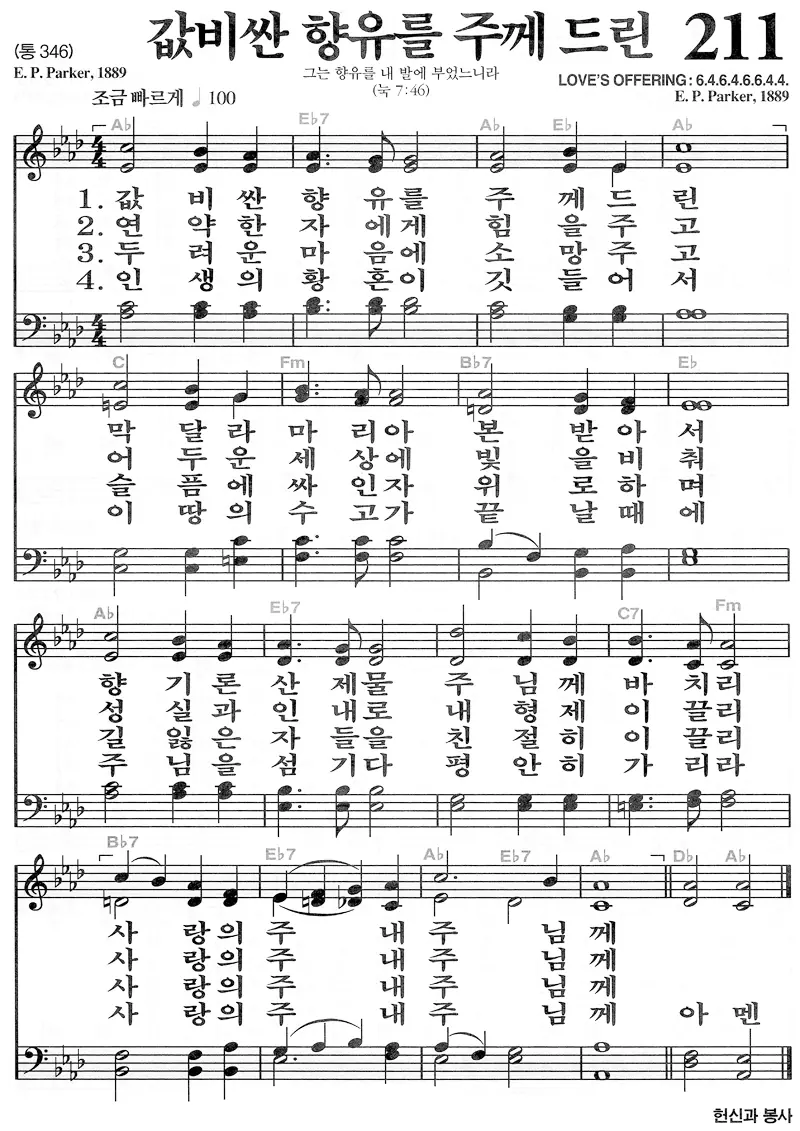 (통 346)
값비싼 향유를 주께 드린 211
E. P. Parker, 1889
그는 향유를 내 발에 부었느니라
(눅 7:46)
LOVE'S OFFERING : 6.4.6.4.6.6.4.4.
E. P. Parker, 1889
조금 빠르게 ♩ 100
A♭ E♭7 A♭ E♭ A♭
1. 값 비 싼 향 유 를 주 께 드 린
2. 연 약 한 자 에 게 힘 을 주 고
3. 두 려 운 마 음 에 소 망 주 고
4. 인 생 의 황 혼 이 깃 들 어 서
C Fm B♭7 E♭
막 달 라 마 리 아 본 받 아 서
어 두 운 세 상 에 빛 을 비 춰
슬 픔 에 싸 인 자 위 로 하 며
이 땅 의 수 고 가 끝 날 때 에
A♭ E♭7 C7 Fm
향 기 론 산 제 물 주 님 께 바 치 리
성 실 과 인 내 로 내 형 제 이 끌 리
길 잃 은 자 들 을 친 절 히 이 끌 리
주 님 을 섬 기 다 평 안 히 가 리 라
B♭7 E♭7 A♭ E♭7 A♭ D♭ A♭
사 랑 의 주 내 주 님 께
사 랑 의 주 내 주 님 께
사 랑 의 주 내 주 님 께
사 랑 의 주 내 주 님 께 아 멘
헌신과 봉사